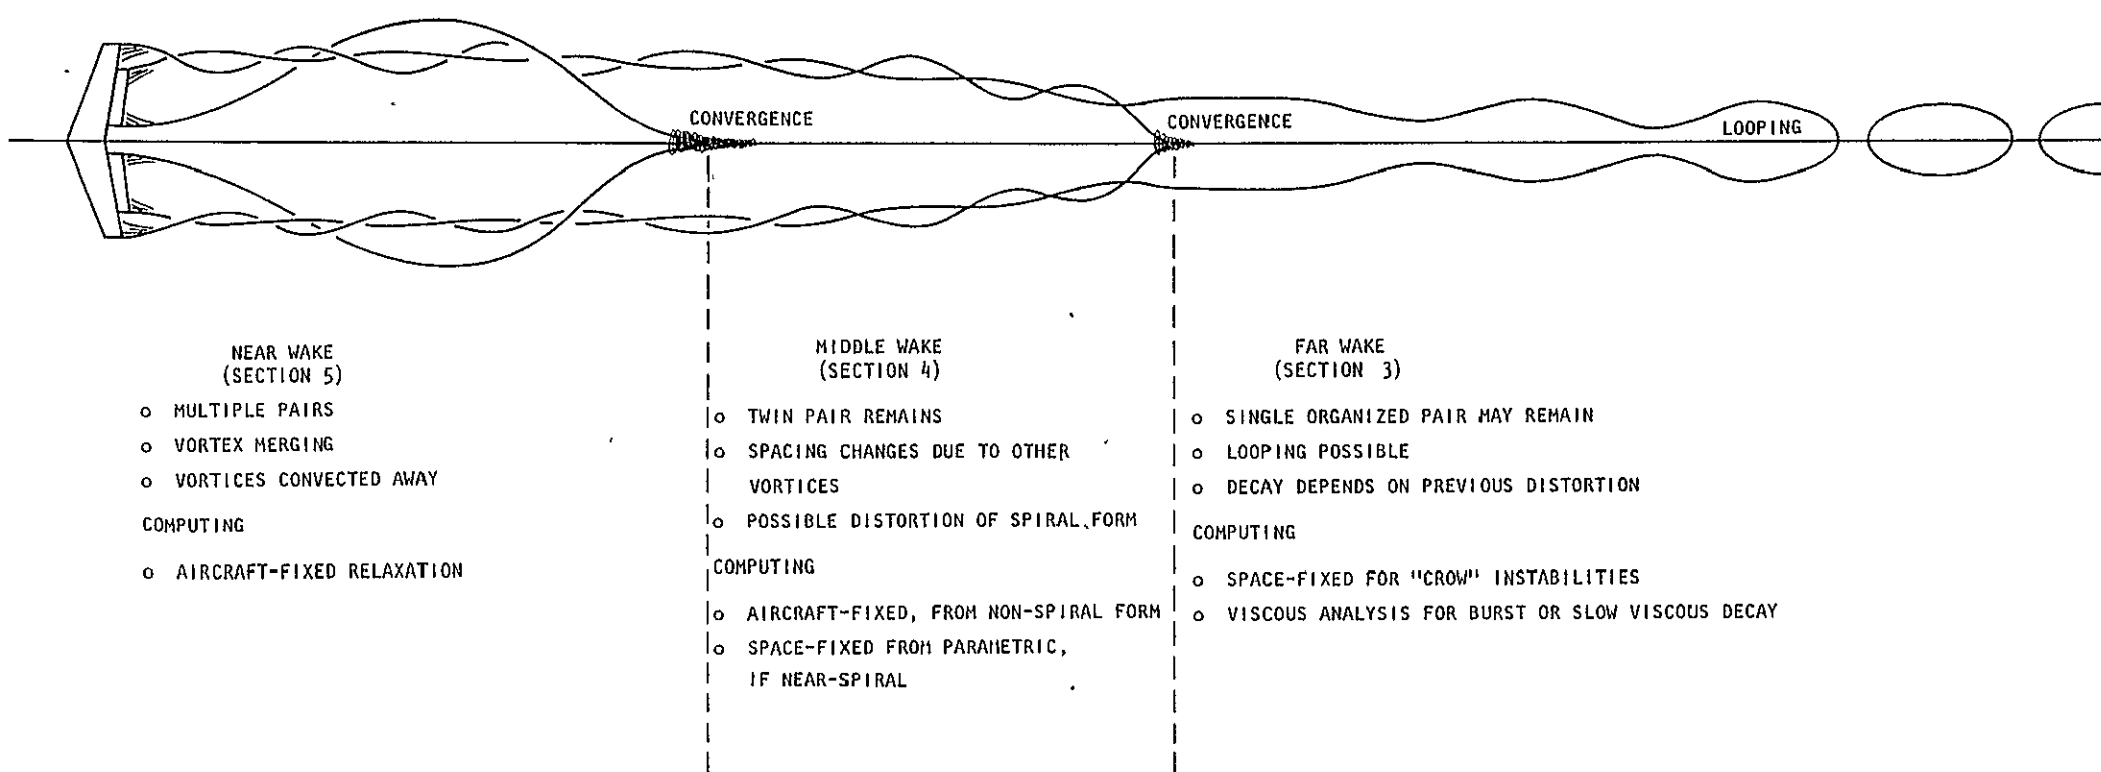 CONVERGENCE
CONVERGENCE
LOOPING
NEAR WAKE
(SECTION 5)
o MULTIPLE PAIRS
o VORTEX MERGING
o VORTICES CONVECTED AWAY
COMPUTING
o AIRCRAFT-FIXED RELAXATION
MIDDLE WAKE
(SECTION 4)
o TWIN PAIR REMAINS
o SPACING CHANGES DUE TO OTHER
VORTICES
o POSSIBLE DISTORTION OF SPIRAL FORM
COMPUTING
o AIRCRAFT-FIXED, FROM NON-SPIRAL FORM
o SPACE-FIXED FROM PARAMETRIC,
IF NEAR-SPIRAL
FAR WAKE
(SECTION 3)
o SINGLE ORGANIZED PAIR MAY REMAIN
o LOOPING POSSIBLE
o DECAY DEPENDS ON PREVIOUS DISTORTION
COMPUTING
o SPACE-FIXED FOR "CROW" INSTABILITIES
o VISCOUS ANALYSIS FOR BURST OR SLOW VISCOUS DECAY